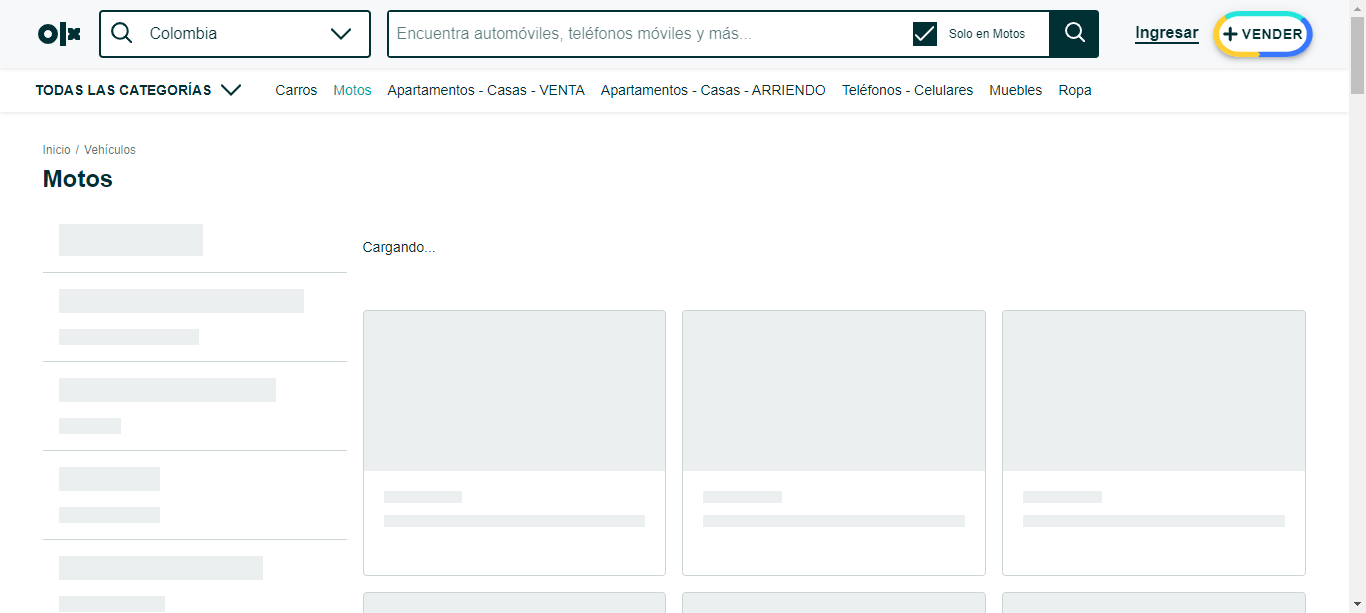 olx Colombia Encuentra automóviles, teléfonos móviles y más... Solo en Motos Ingresar VENDER
TODAS LAS CATEGORÍAS Carros Motos Apartamentos - Casas - VENTA Apartamentos - Casas - ARRIENDO Teléfonos - Celulares Muebles Ropa
Inicio / Vehículos
Motos
Cargando...